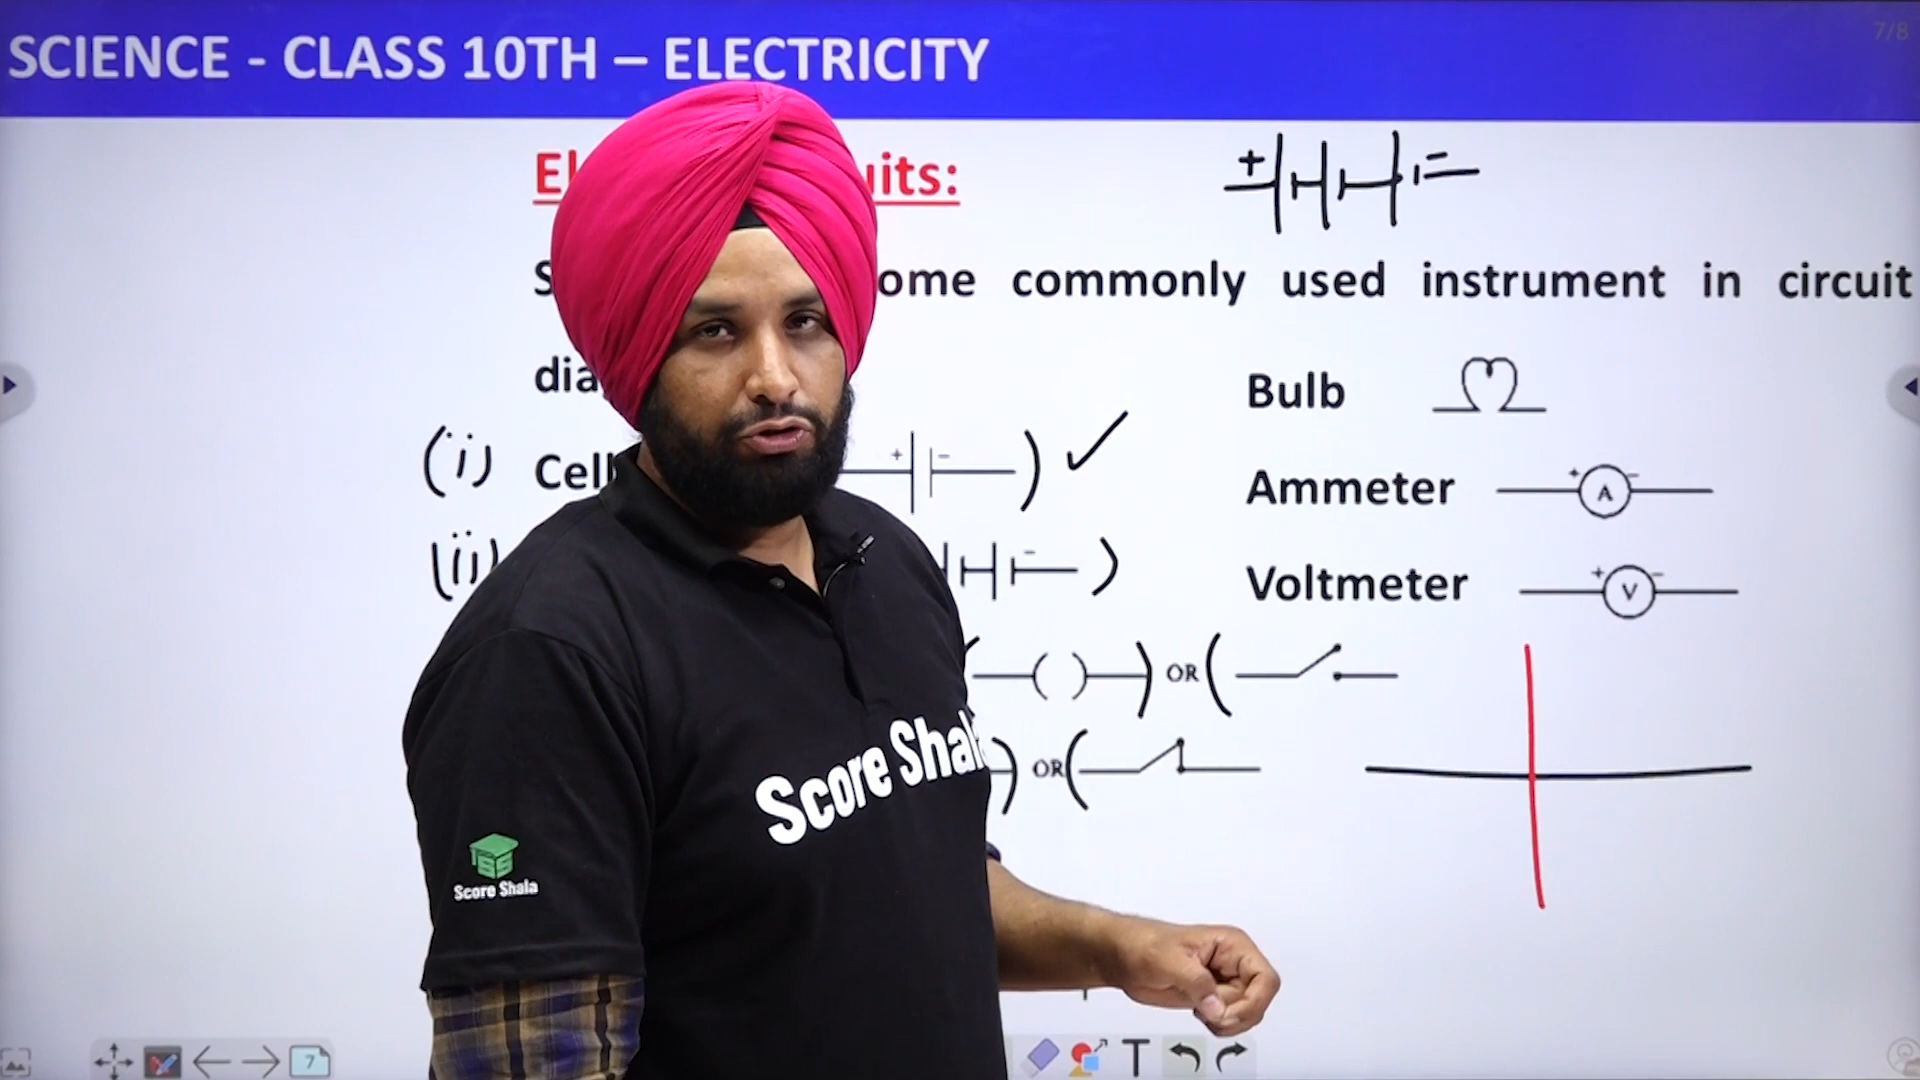 SCIENCE - CLASS 10TH – ELECTRICITY
7/8
uits:
+ =
ome commonly used instrument in circuit
dia
Bulb
(i) Cell + - ) ✓
Ammeter + A -
(ii) - )
Voltmeter + V -
( ) ) OR (
) OR (
Score Shala
Score Shala
7
T